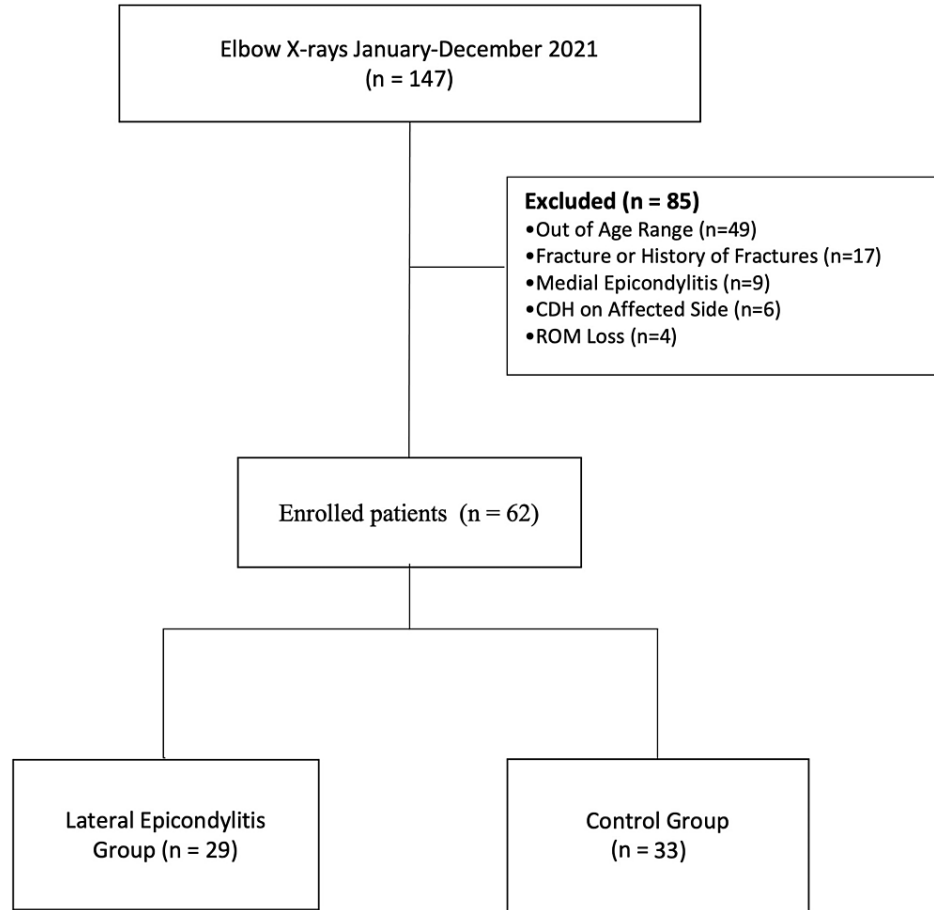 Elbow X-rays January-December 2021
(n = 147)
Excluded (n = 85)
•Out of Age Range (n=49)
•Fracture or History of Fractures (n=17)
•Medial Epicondylitis (n=9)
•CDH on Affected Side (n=6)
•ROM Loss (n=4)
Enrolled patients (n = 62)
Lateral Epicondylitis
Group (n = 29)
Control Group
(n = 33)